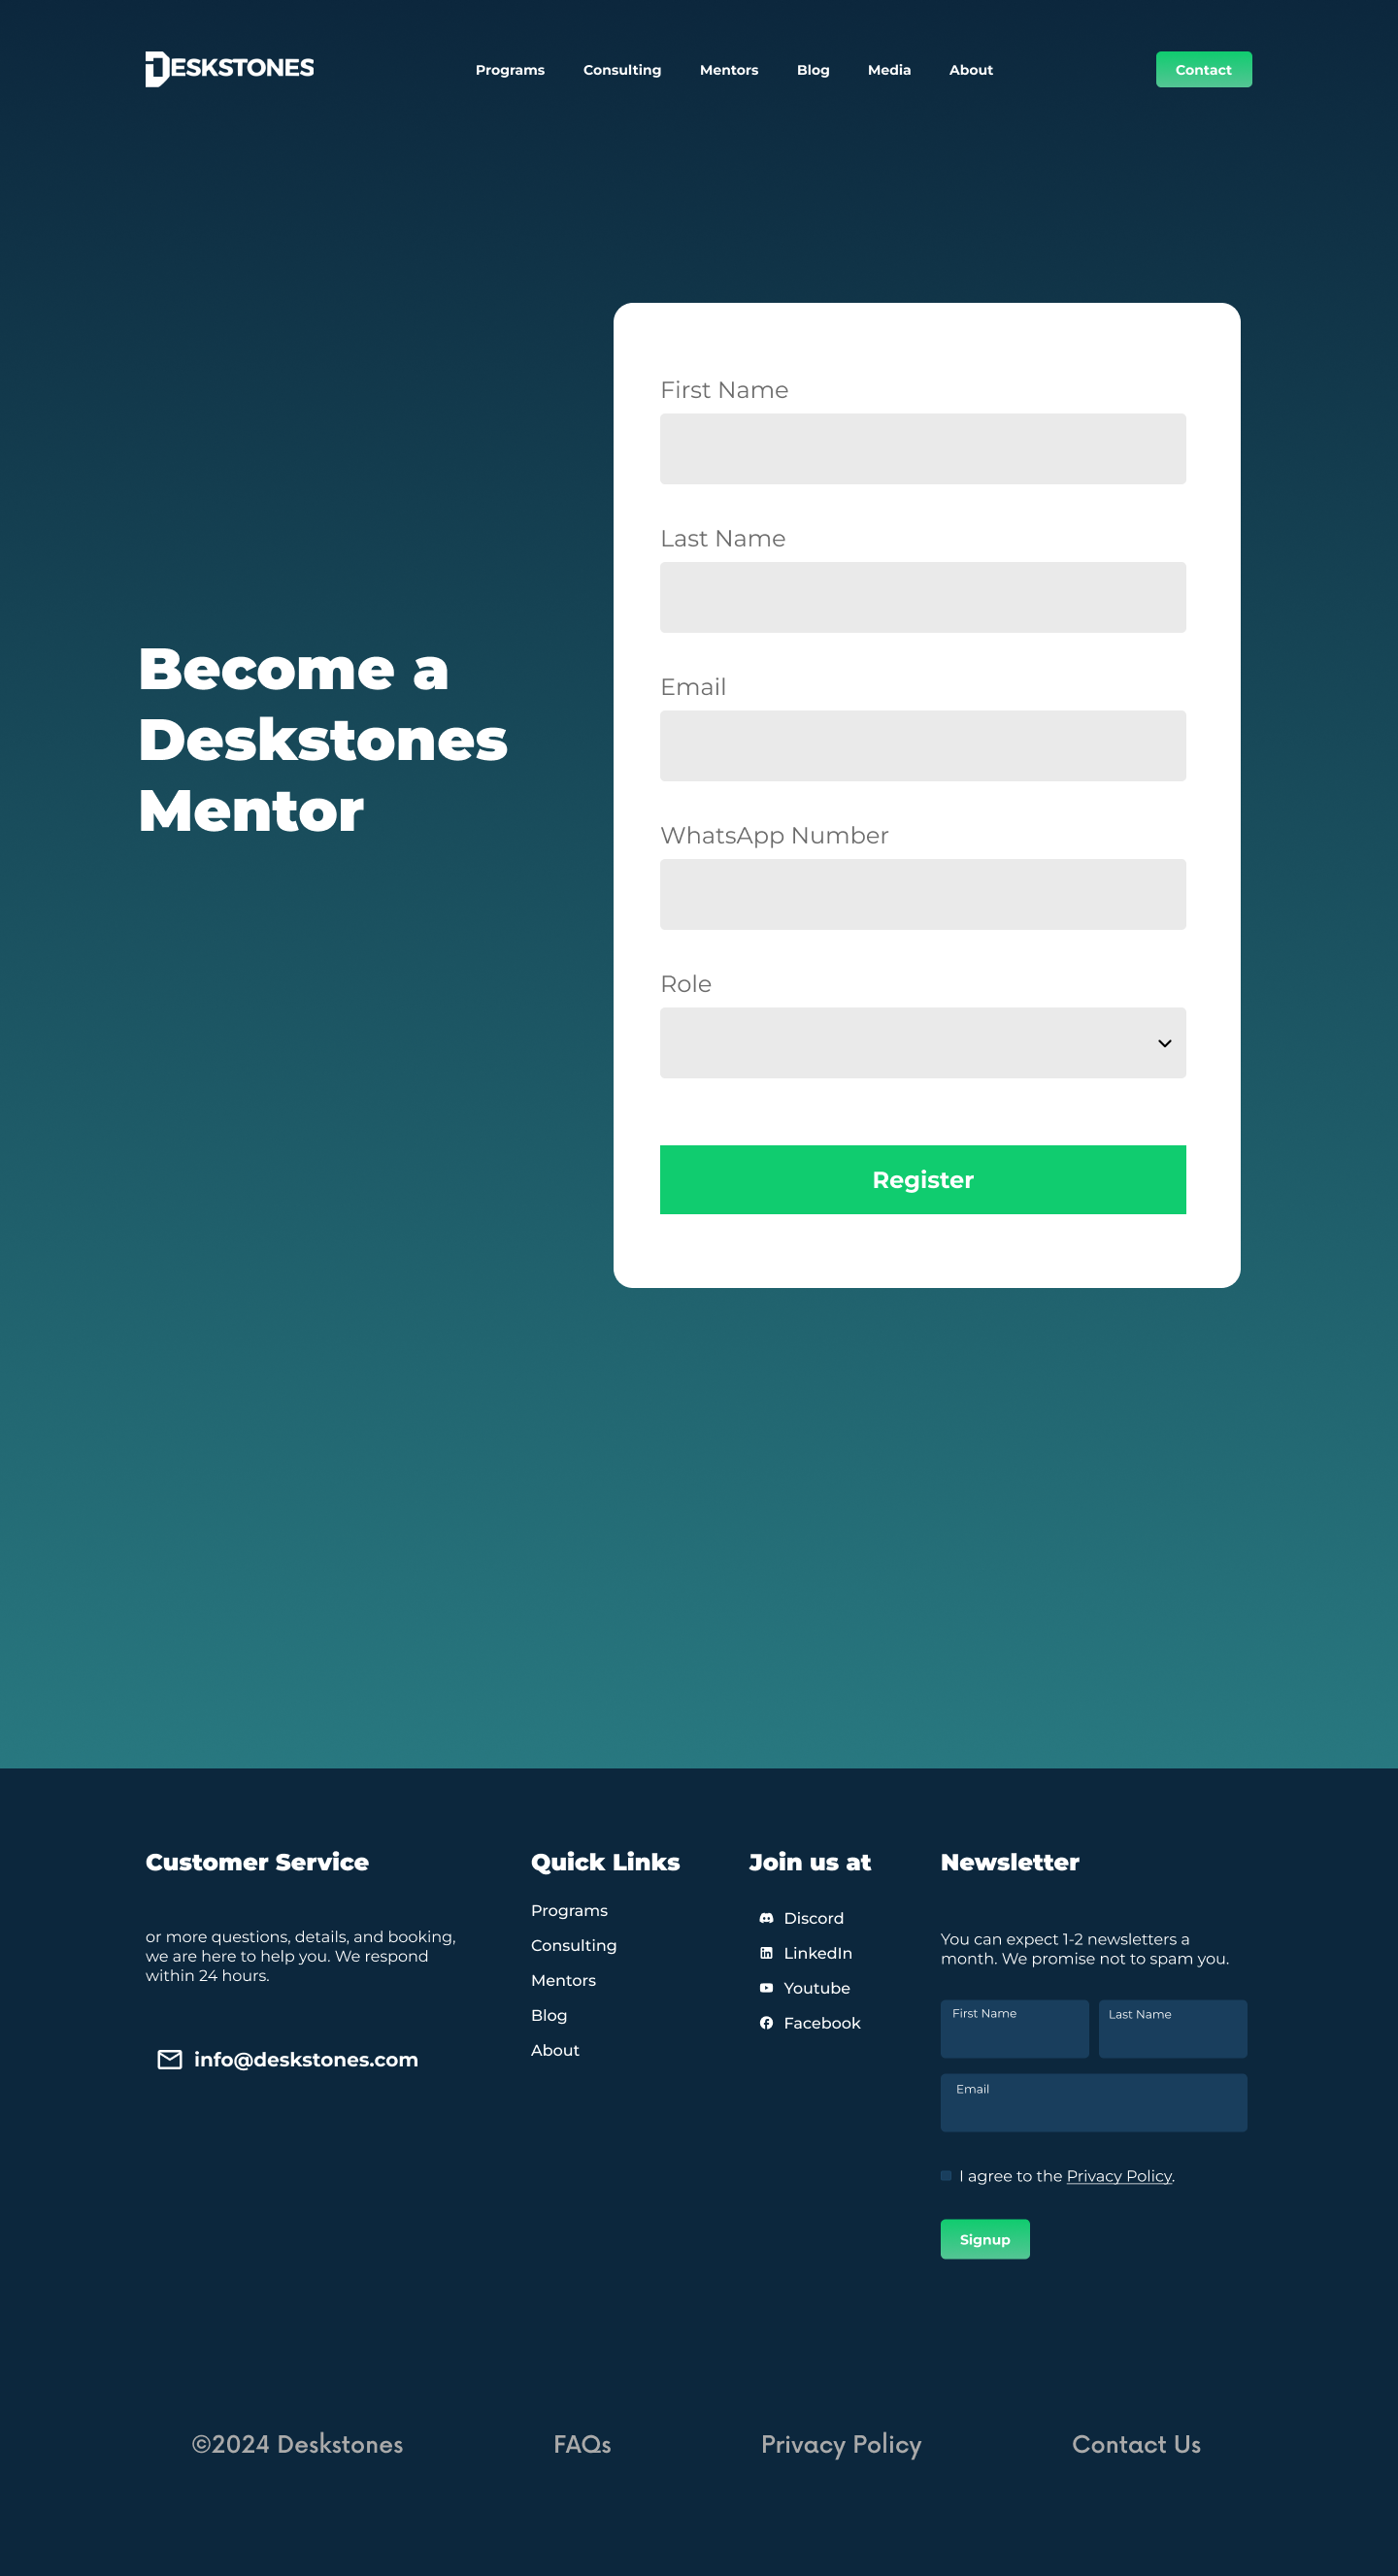 DESKSTONES
Programs Consulting Mentors Blog Media About
Contact
Become a
Deskstones
Mentor
First Name
Last Name
Email
WhatsApp Number
Role
Register
Customer Service
or more questions, details, and booking,
we are here to help you. We respond
within 24 hours.
info@deskstones.com
Quick Links
Programs
Consulting
Mentors
Blog
About
Join us at
Discord
LinkedIn
Youtube
Facebook
Newsletter
You can expect 1-2 newsletters a
month. We promise not to spam you.
First Name
Last Name
Email
I agree to the Privacy Policy.
Signup
©2024 Deskstones FAQs Privacy Policy Contact Us